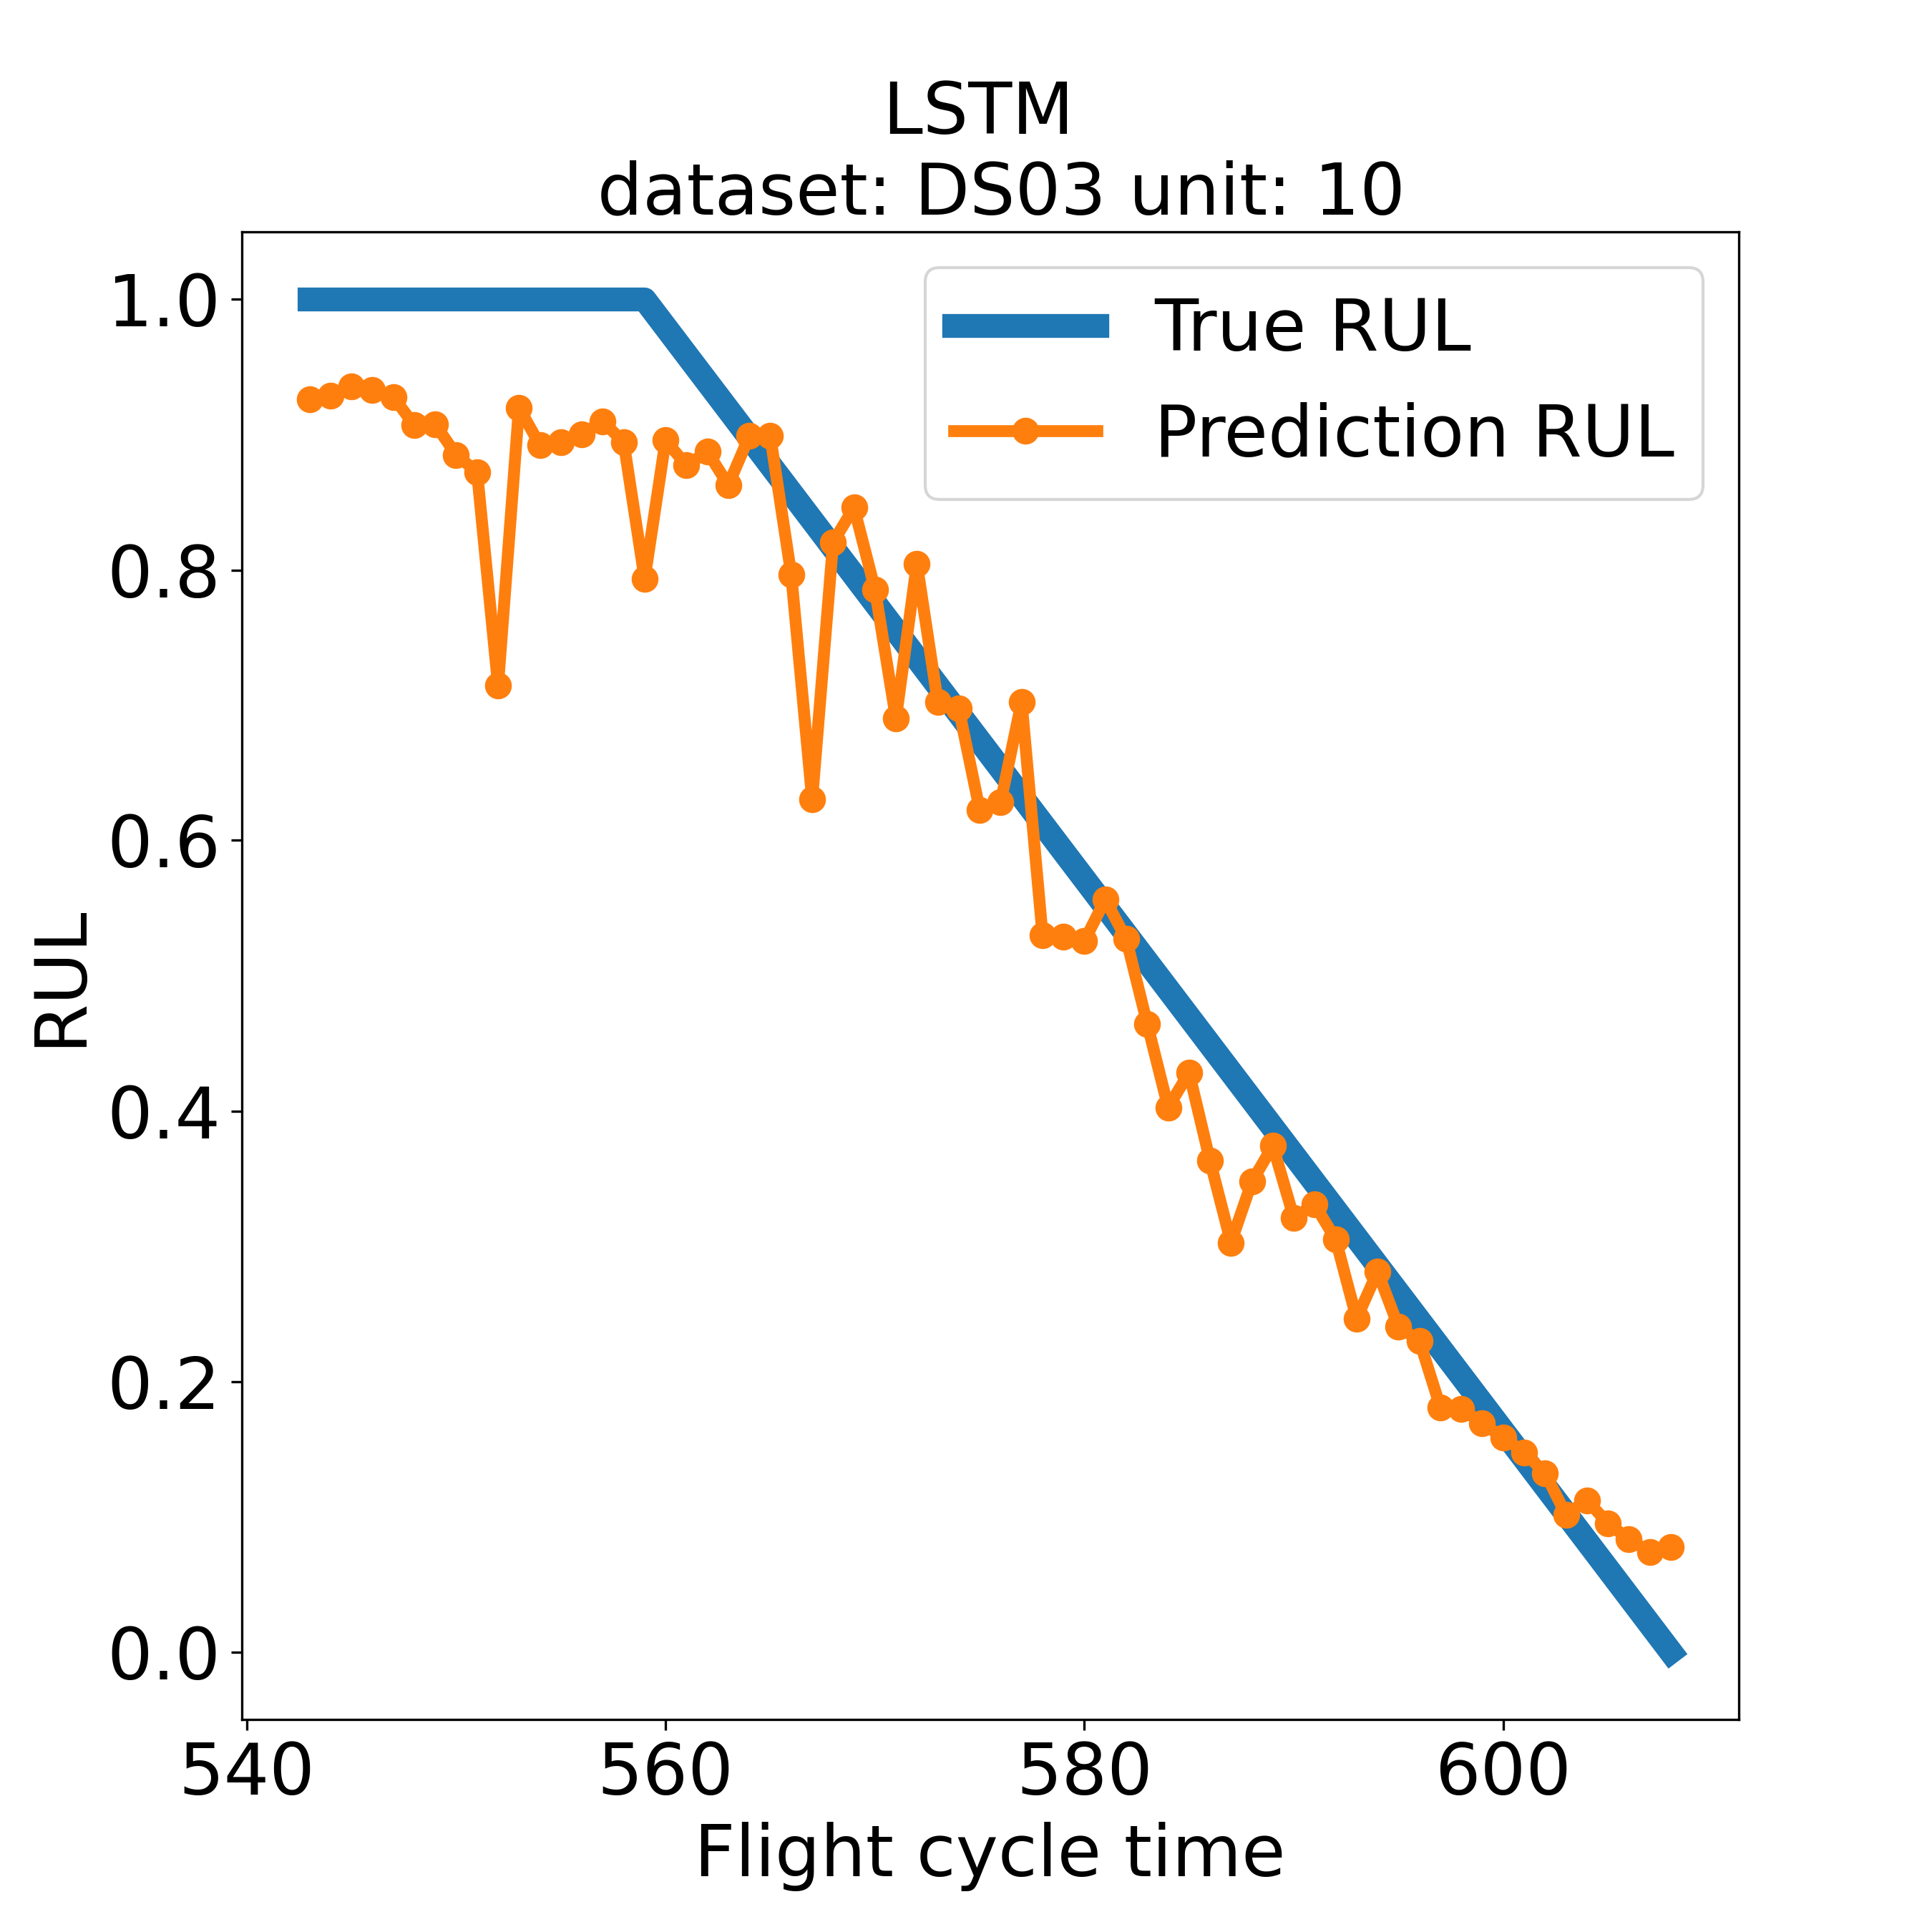 LSTM
dataset: DS03 unit: 10
True RUL
Prediction RUL
1.0
0.8
0.6
0.4
0.2
0.0
RUL
540 560 580 600
Flight cycle time